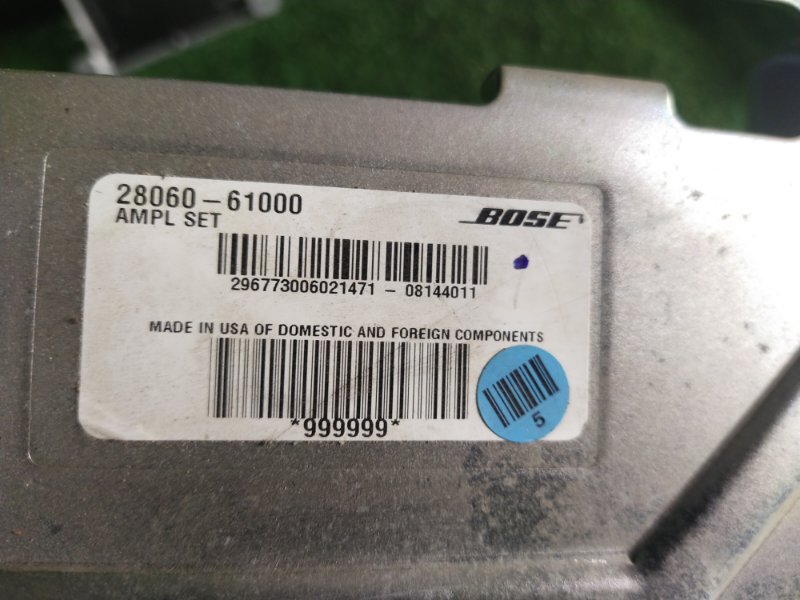 28060-61000
AMPL SET
BOSE
296773006021471 - 08144011
MADE IN USA OF DOMESTIC AND FOREIGN COMPONENTS
*999999*
5